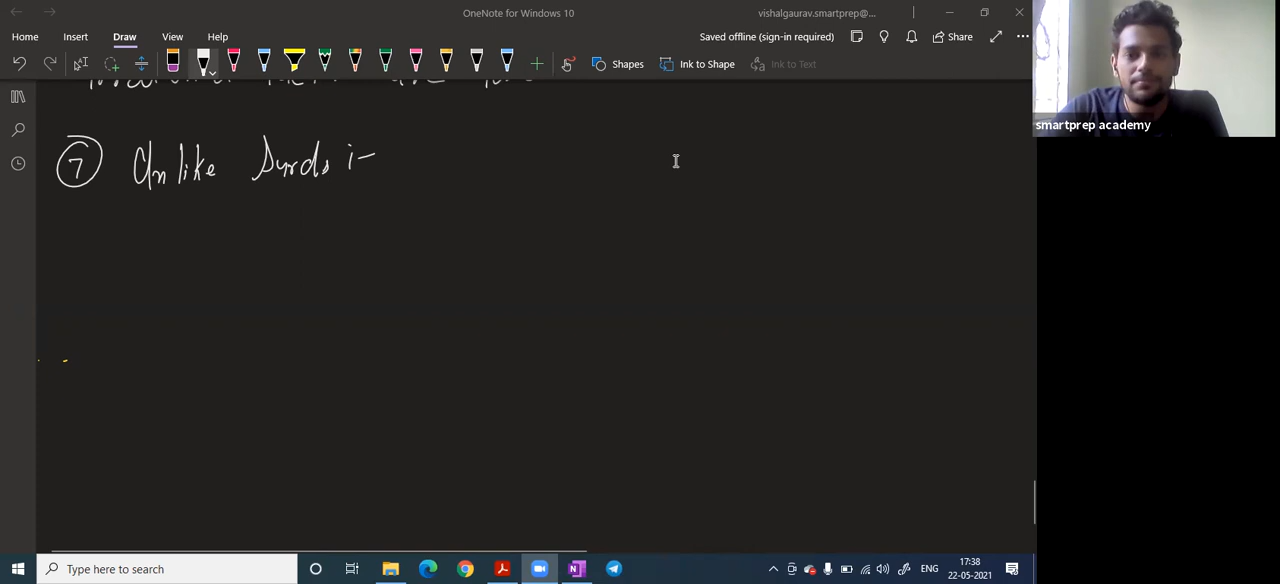 OneNote for Windows 10
vishalgaurav.smartprep@...
Home Insert Draw View Help
Saved offline (sign-in required)
Share
Shapes
Ink to Shape
Ink to Text
smartprep academy
7 Unlike Surds :-
Type here to search
ENG
17:38
22-05-2021